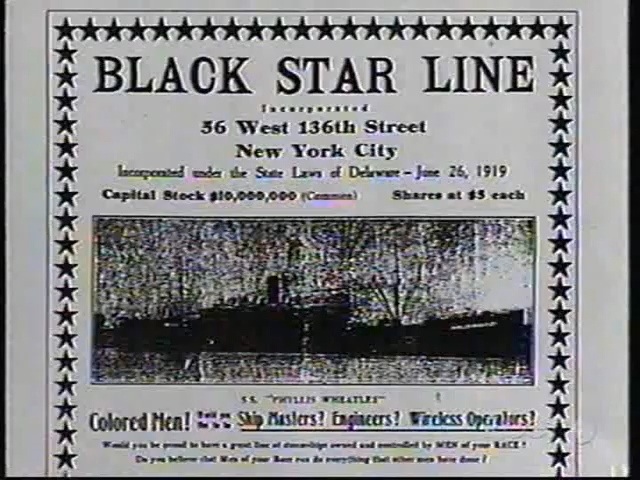 BLACK STAR LINE
Incorporated
56 West 136th Street
New York City
Incorporated under the State Laws of Delaware - June 26, 1919
Capital Stock $10,000,000 (Common) Shares at $5 each
S.S. "PHYLLIS WHEATLEY"
Colored Men! Ship Masters? Engineers? Wireless Operators?
Would you be proud to have a great line of steamships owned and controlled by MEN of your RACE?
Do you believe that Men of your Race can do everything that other men have done?